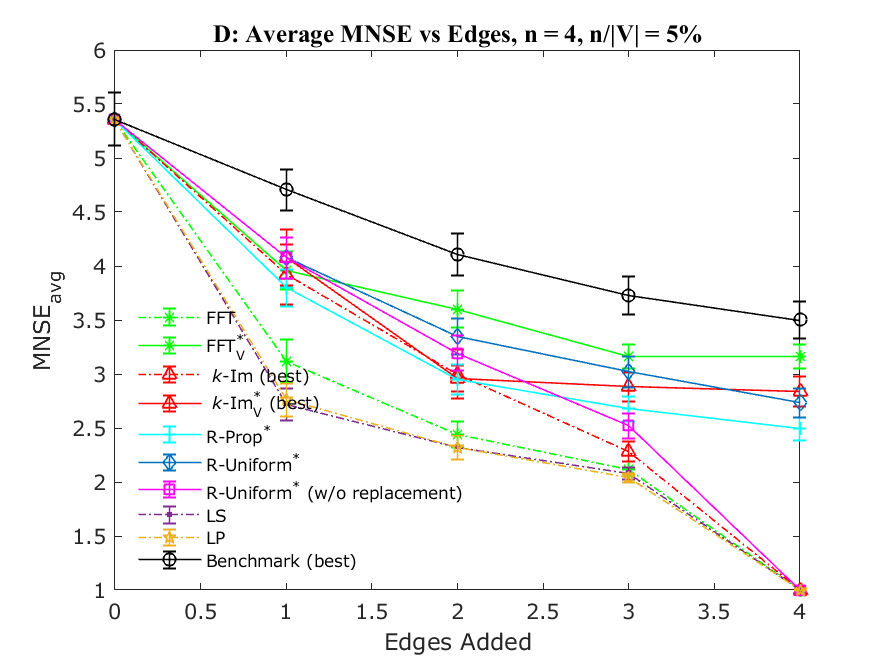 D: Average MNSE vs Edges, n = 4, n/|V| = 5%
6
5.5
5
4.5
4
3.5
3
2.5
2
1.5
1
MNSE_avg
FFT
FFT*_V
k-Im (best)
k-Im*_V (best)
R-Prop*
R-Uniform*
R-Uniform* (w/o replacement)
LS
LP
Benchmark (best)
0 0.5 1 1.5 2 2.5 3 3.5 4
Edges Added